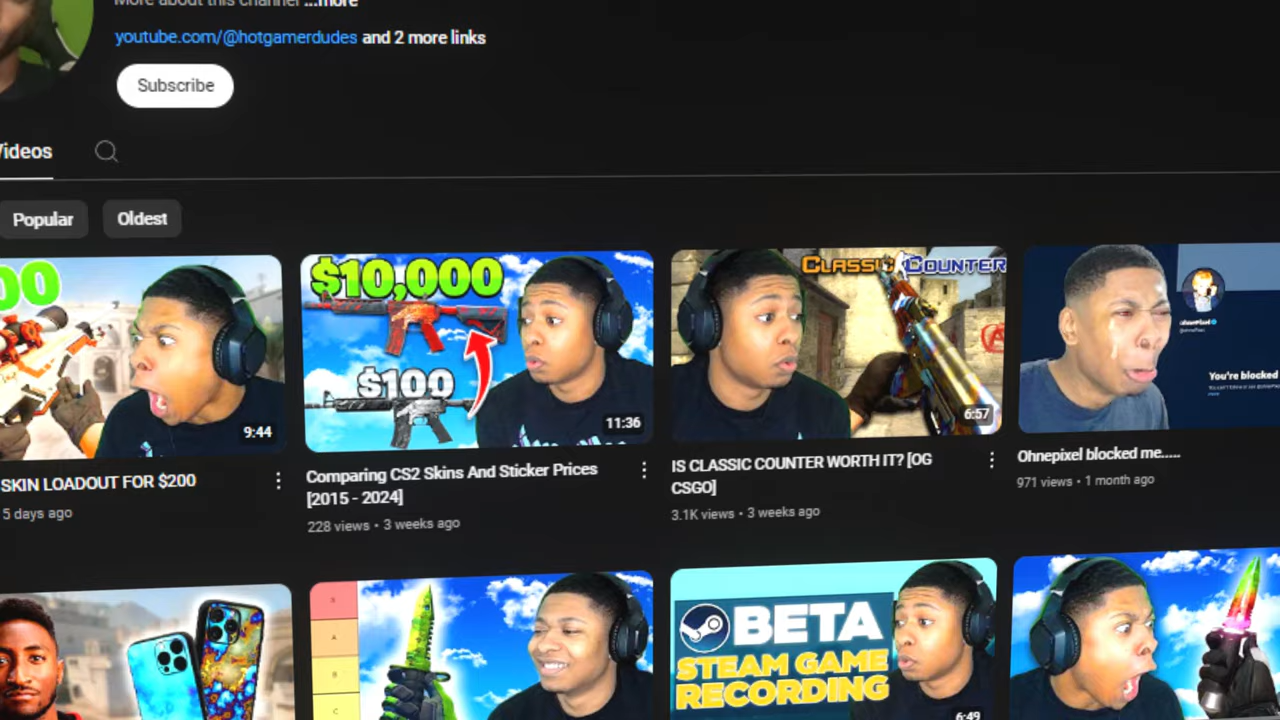 More about this channel ...more
youtube.com/@hotgamerdudes and 2 more links
Subscribe
Videos
Popular
Oldest
00
9:44
$10,000
$100
11:36
CLASSIC COUNTER
6:57
You're blocked
SKIN LOADOUT FOR $200
5 days ago
Comparing CS2 Skins And Sticker Prices
[2015 - 2024]
228 views • 3 weeks ago
IS CLASSIC COUNTER WORTH IT? [OG
CSGO]
3.1K views • 3 weeks ago
Ohnepixel blocked me.....
971 views • 1 month ago
S
A
B
C
BETA
STEAM GAME
RECORDING
6:49